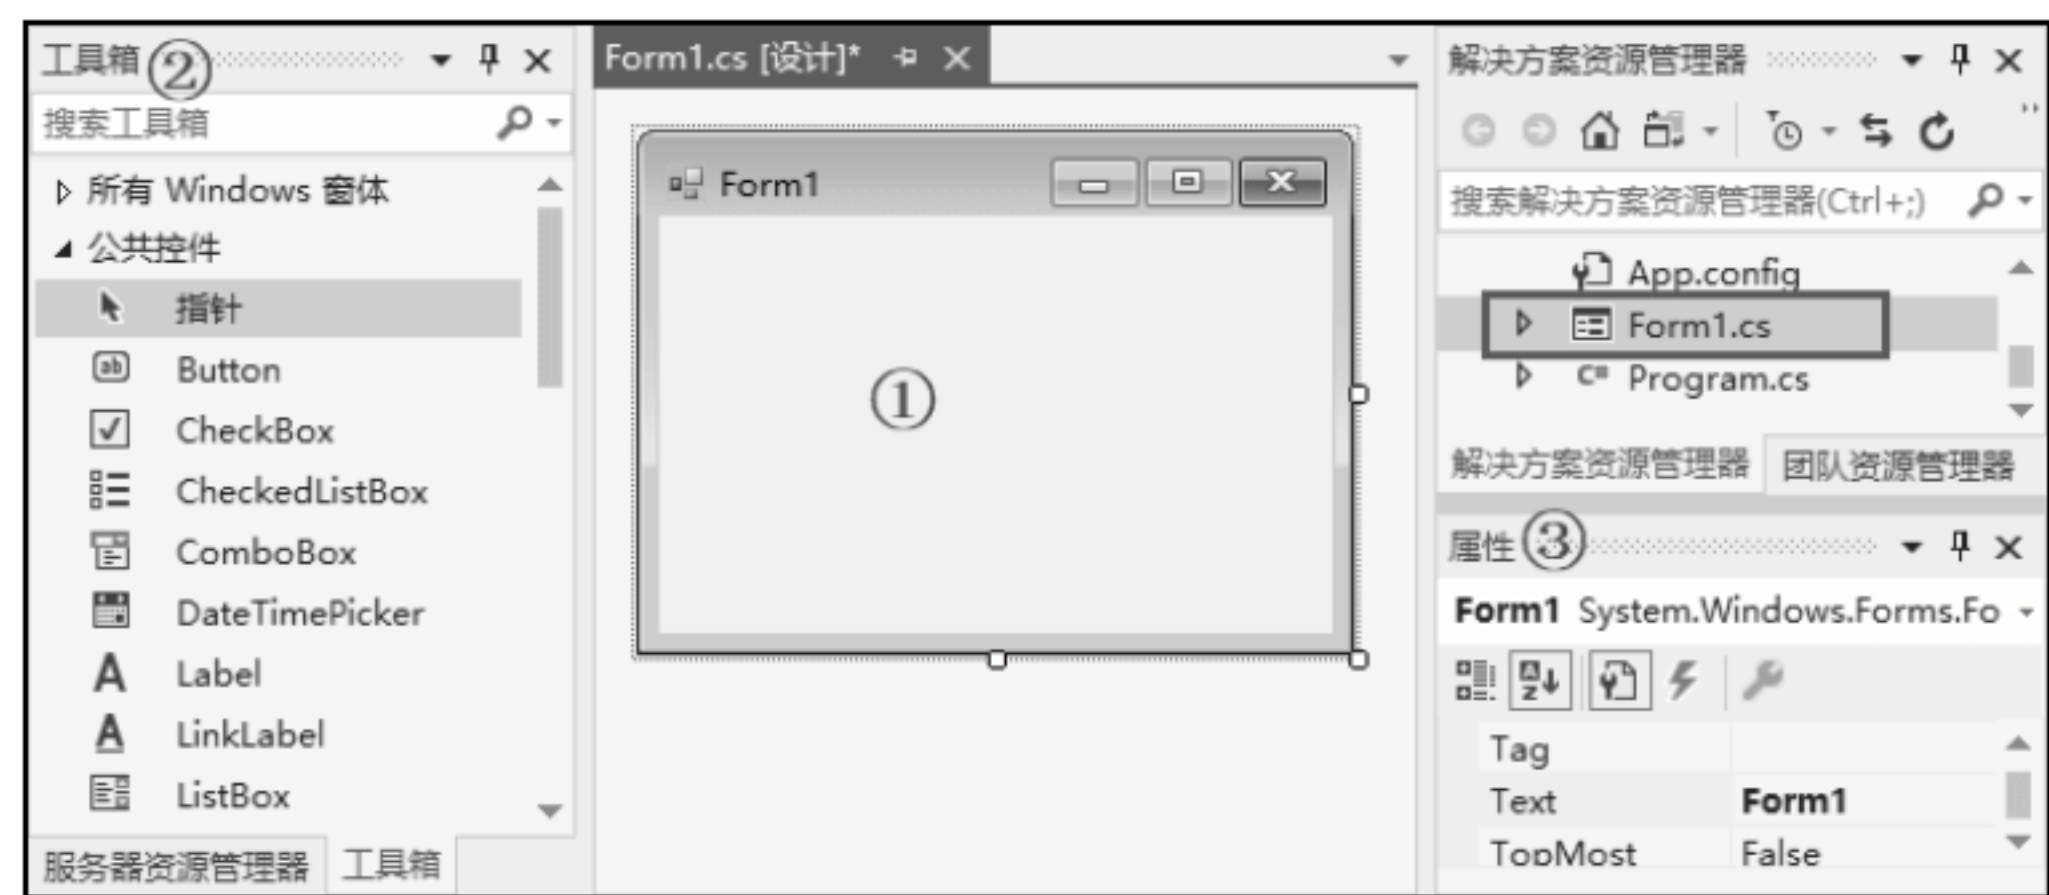 工具箱 ②
搜索工具箱
所有 Windows 窗体
公共控件
指针
Button
CheckBox
CheckedListBox
ComboBox
DateTimePicker
Label
LinkLabel
ListBox
服务器资源管理器 工具箱
Form1.cs [设计]*
Form1
①
解决方案资源管理器
搜索解决方案资源管理器(Ctrl+;)
App.config
Form1.cs
C# Program.cs
解决方案资源管理器 团队资源管理器
属性 ③
Form1 System.Windows.Forms.Fo
Tag
Text Form1
TopMost False